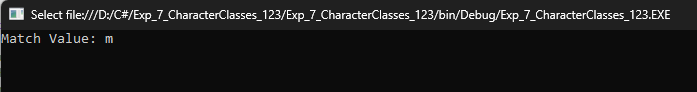 Select file:///D:/C#/Exp_7_CharacterClasses_123/Exp_7_CharacterClasses_123/bin/Debug/Exp_7_CharacterClasses_123.EXE
Match Value: m